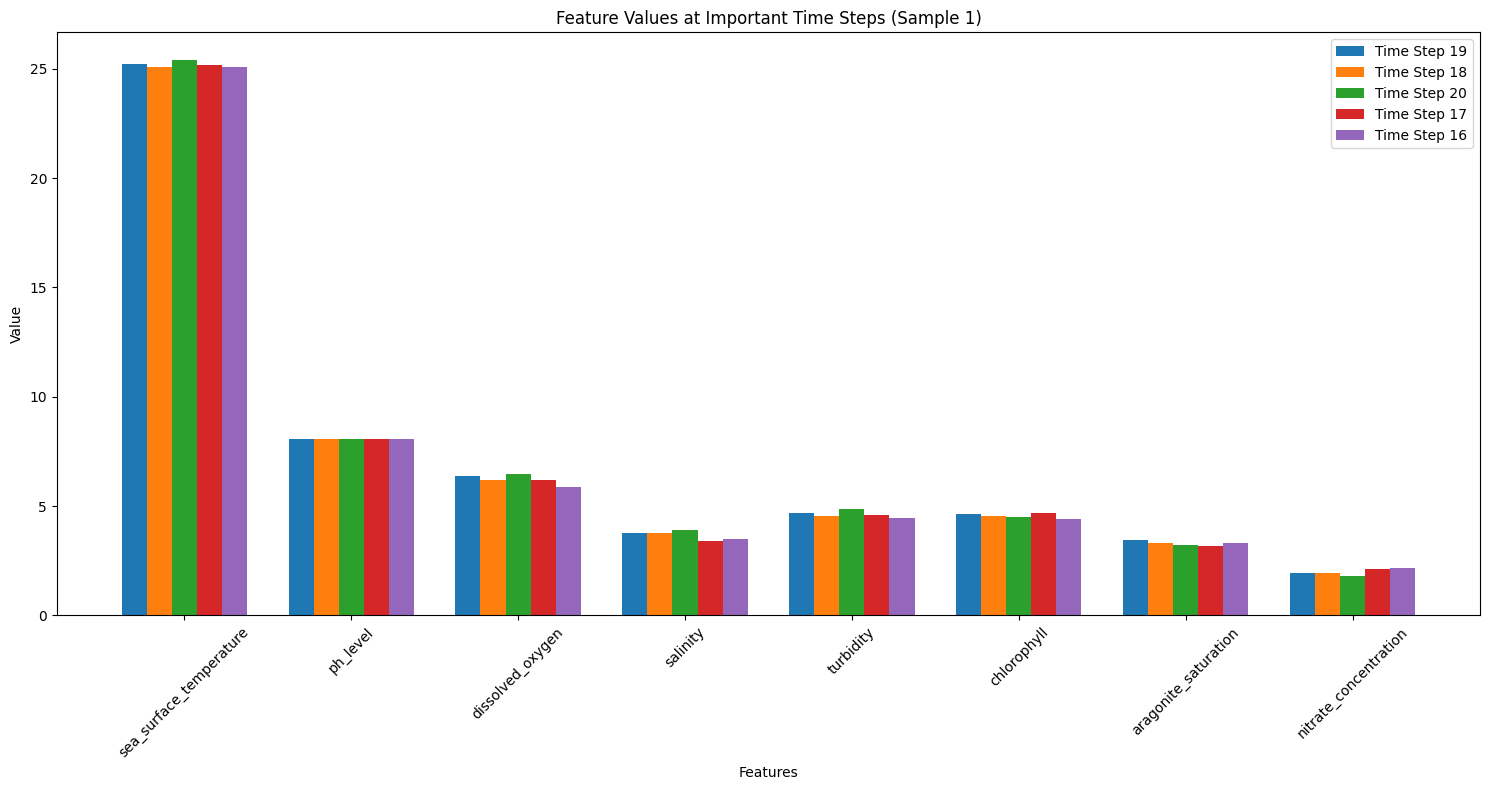 Feature Values at Important Time Steps (Sample 1)
Time Step 19
Time Step 18
Time Step 20
Time Step 17
Time Step 16
Value
25
20
15
10
5
0
sea_surface_temperature
ph_level
dissolved_oxygen
salinity
turbidity
chlorophyll
aragonite_saturation
nitrate_concentration
Features